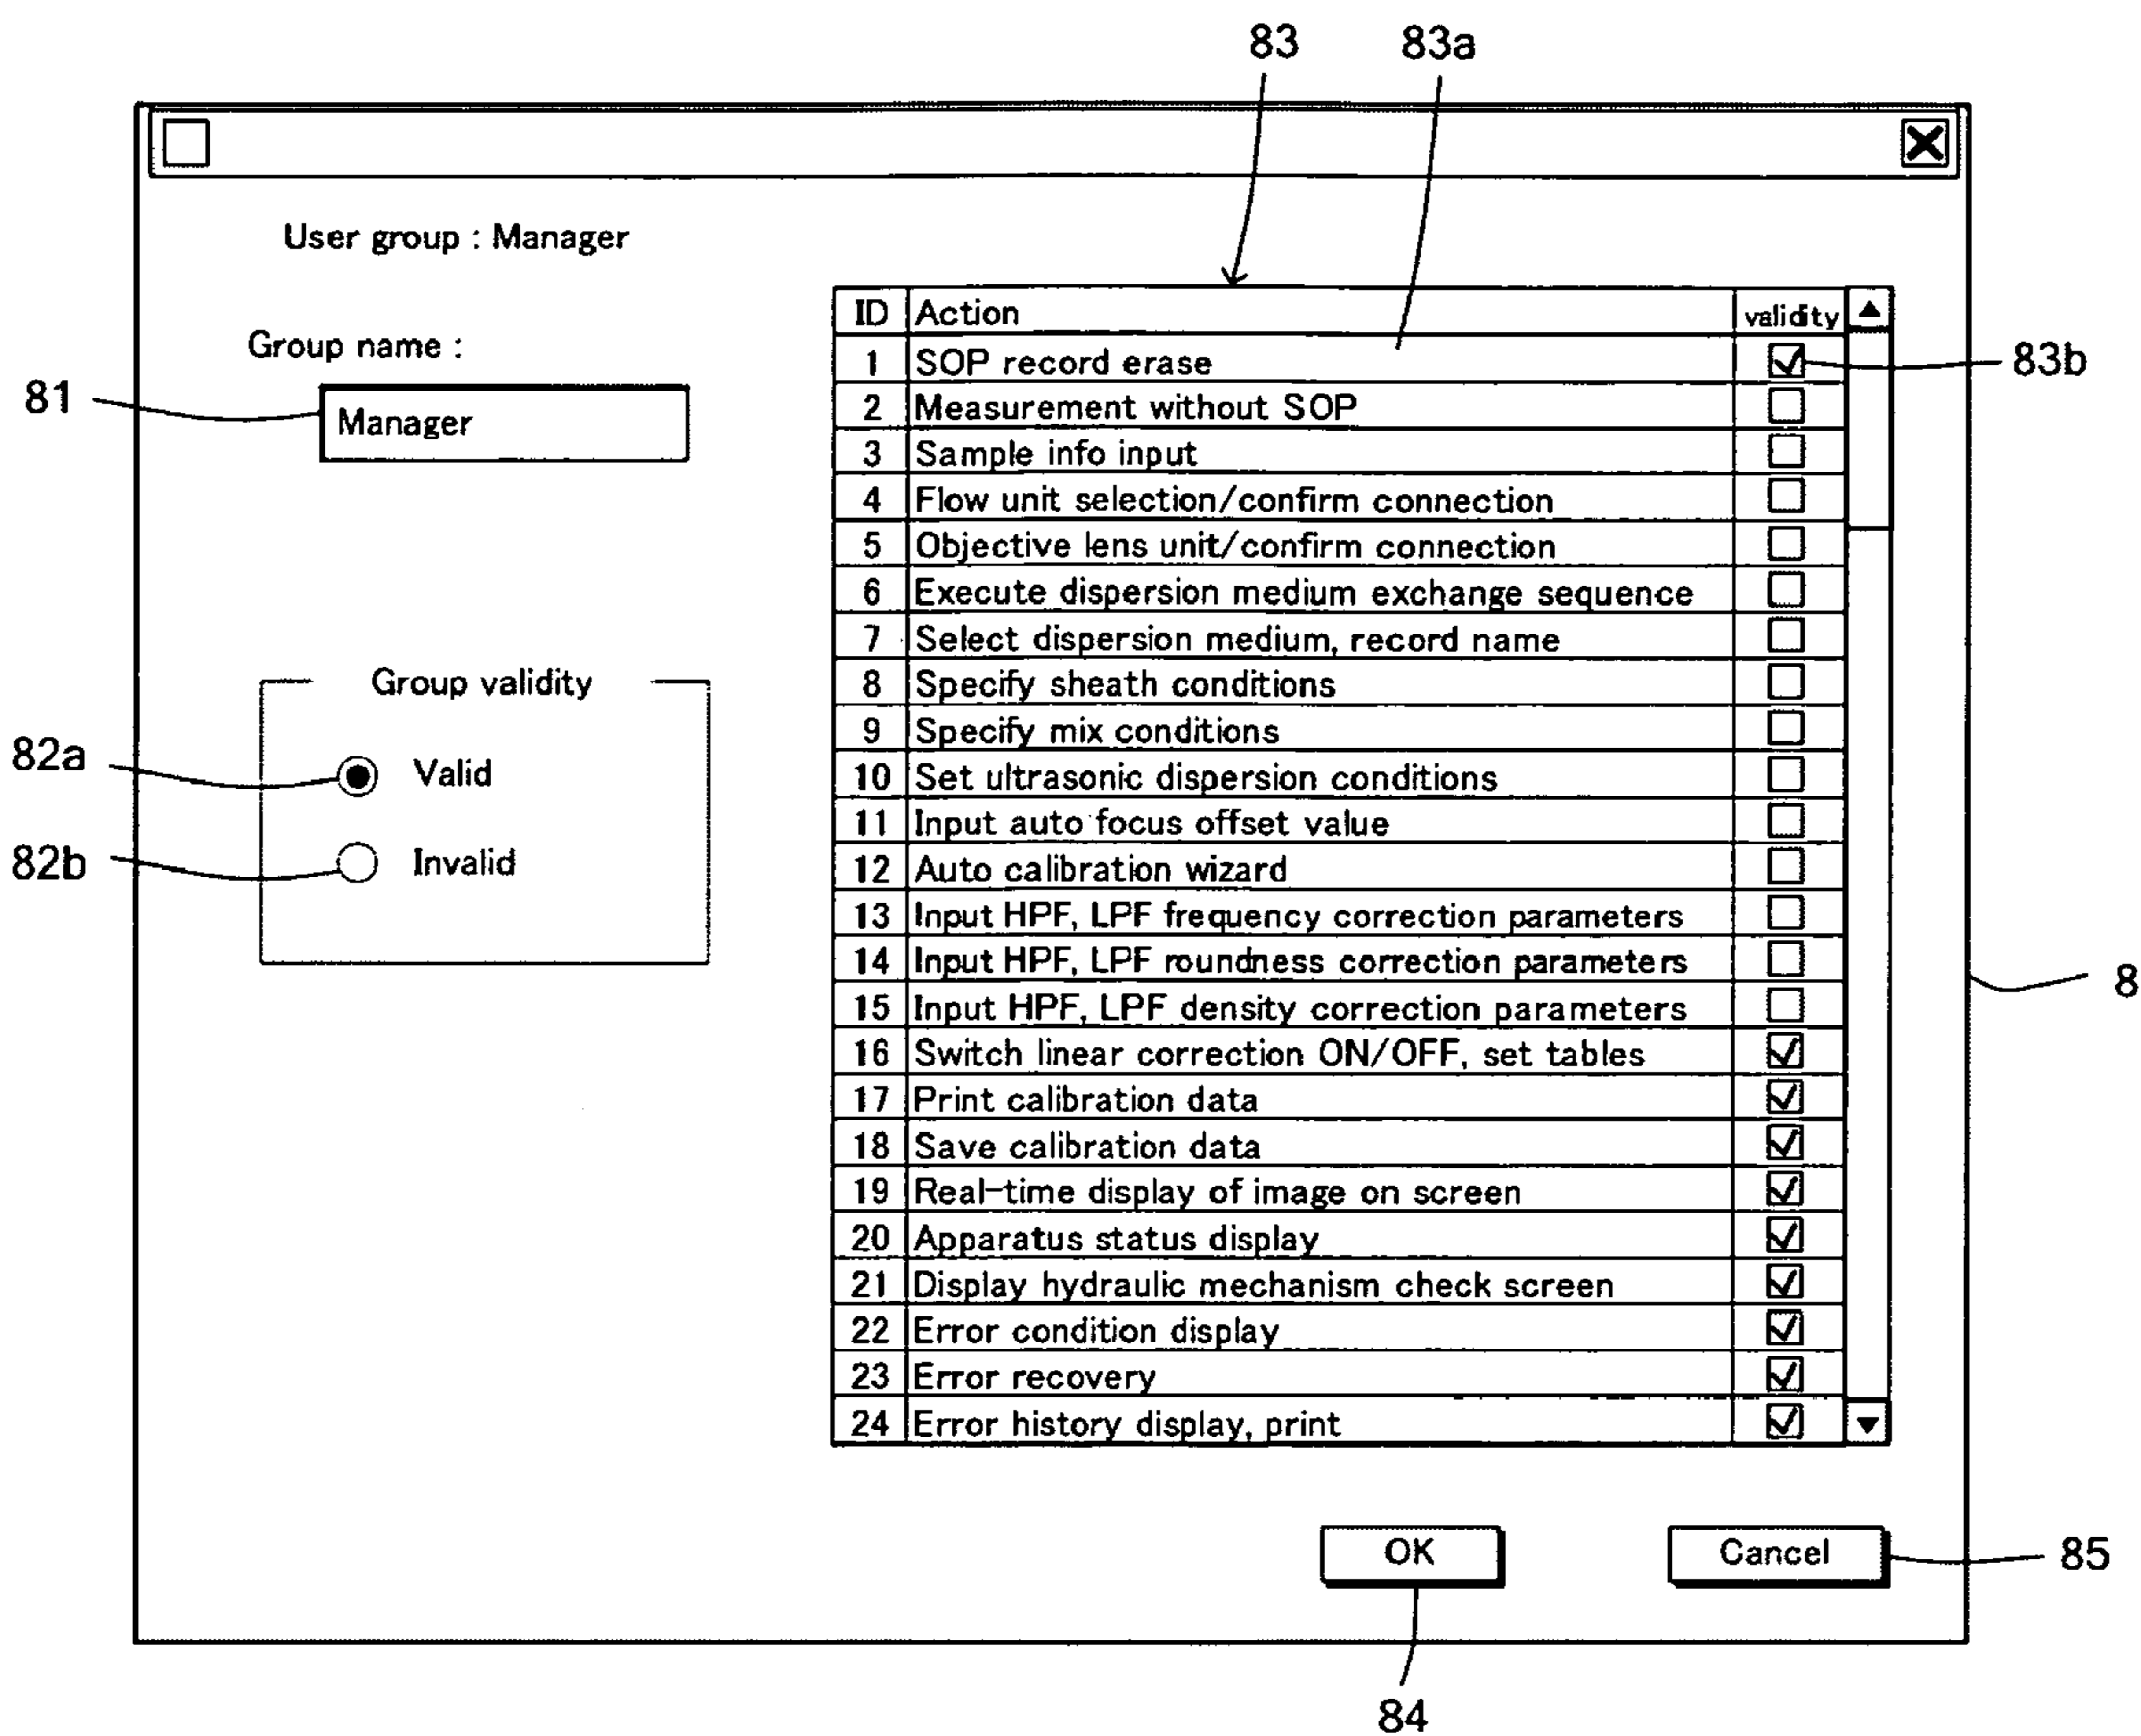 83 83a
User group : Manager
Group name :
81
Manager
Group validity
82a Valid
82b Invalid
ID Action validity
1 SOP record erase 83b
2 Measurement without SOP
3 Sample info input
4 Flow unit selection/confirm connection
5 Objective lens unit/confirm connection
6 Execute dispersion medium exchange sequence
7 Select dispersion medium, record name
8 Specify sheath conditions
9 Specify mix conditions
10 Set ultrasonic dispersion conditions
11 Input auto focus offset value
12 Auto calibration wizard
13 Input HPF, LPF frequency correction parameters
14 Input HPF, LPF roundness correction parameters
15 Input HPF, LPF density correction parameters
16 Switch linear correction ON/OFF, set tables
17 Print calibration data
18 Save calibration data
19 Real-time display of image on screen
20 Apparatus status display
21 Display hydraulic mechanism check screen
22 Error condition display
23 Error recovery
24 Error history display, print
8
OK Cancel 85
84